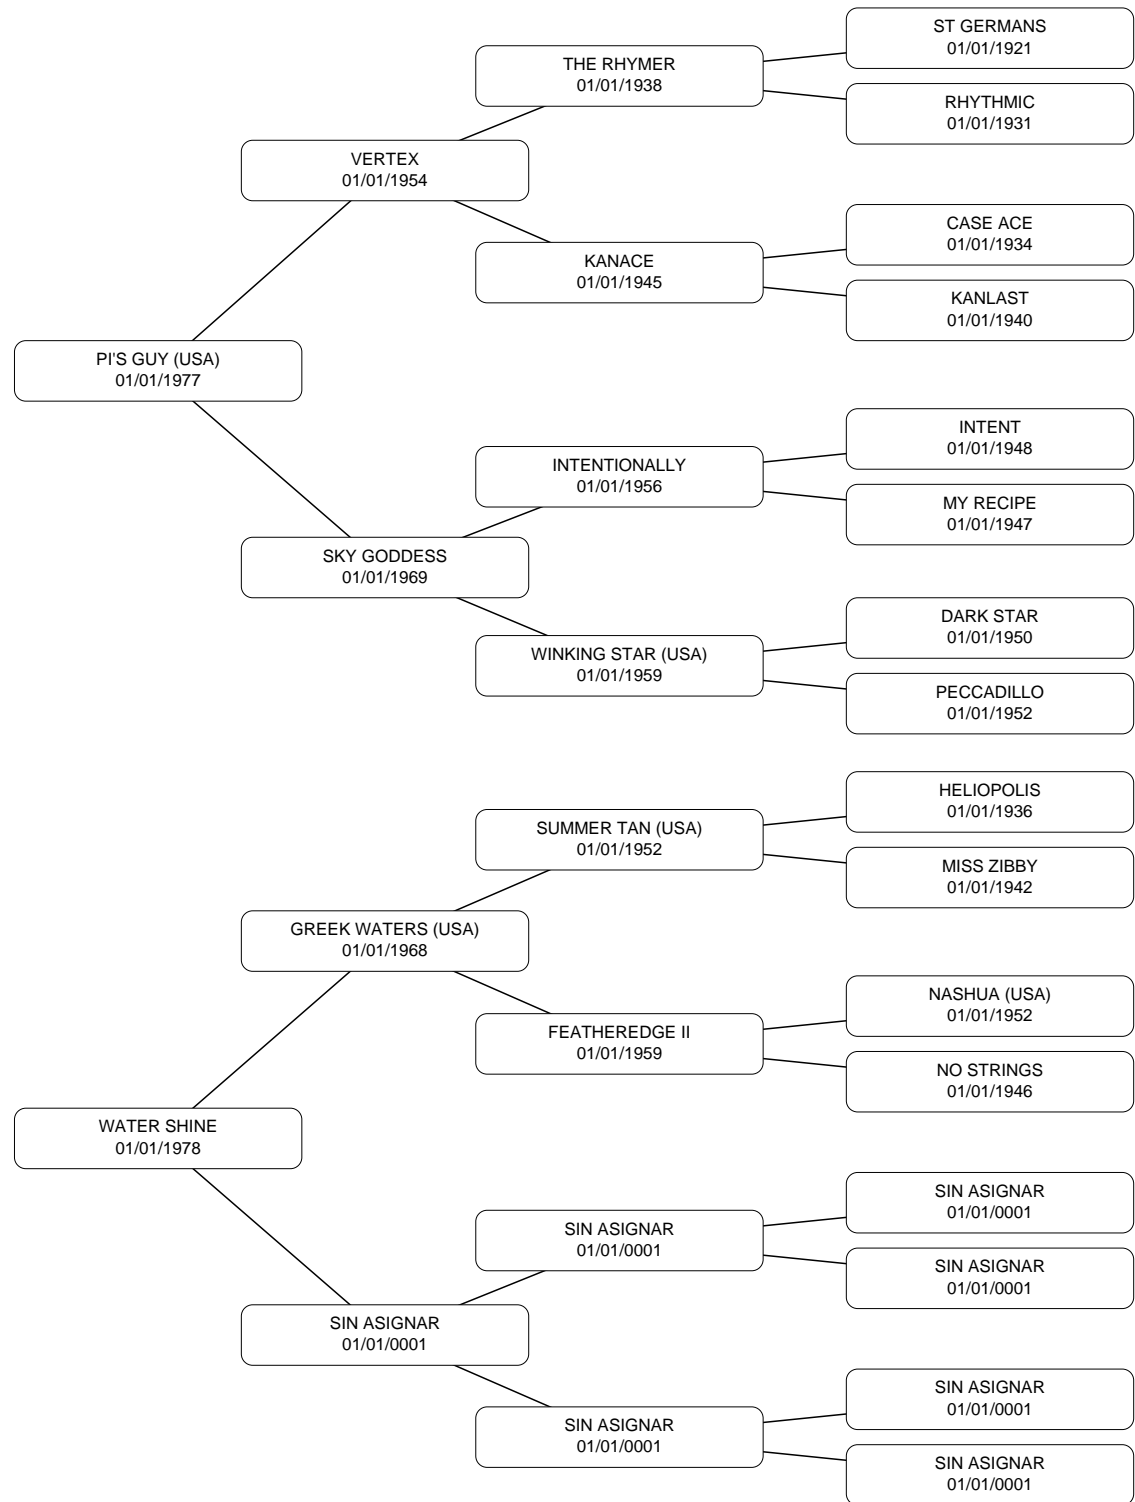 ST GERMANS
01/01/1921
THE RHYMER
01/01/1938
RHYTHMIC
01/01/1931
VERTEX
01/01/1954
CASE ACE
01/01/1934
KANACE
01/01/1945
KANLAST
01/01/1940
PI'S GUY (USA)
01/01/1977
INTENT
01/01/1948
INTENTIONALLY
01/01/1956
MY RECIPE
01/01/1947
SKY GODDESS
01/01/1969
DARK STAR
01/01/1950
WINKING STAR (USA)
01/01/1959
PECCADILLO
01/01/1952
HELIOPOLIS
01/01/1936
SUMMER TAN (USA)
01/01/1952
MISS ZIBBY
01/01/1942
GREEK WATERS (USA)
01/01/1968
NASHUA (USA)
01/01/1952
FEATHEREDGE II
01/01/1959
NO STRINGS
01/01/1946
WATER SHINE
01/01/1978
SIN ASIGNAR
01/01/0001
SIN ASIGNAR
01/01/0001
SIN ASIGNAR
01/01/0001
SIN ASIGNAR
01/01/0001
SIN ASIGNAR
01/01/0001
SIN ASIGNAR
01/01/0001
SIN ASIGNAR
01/01/0001